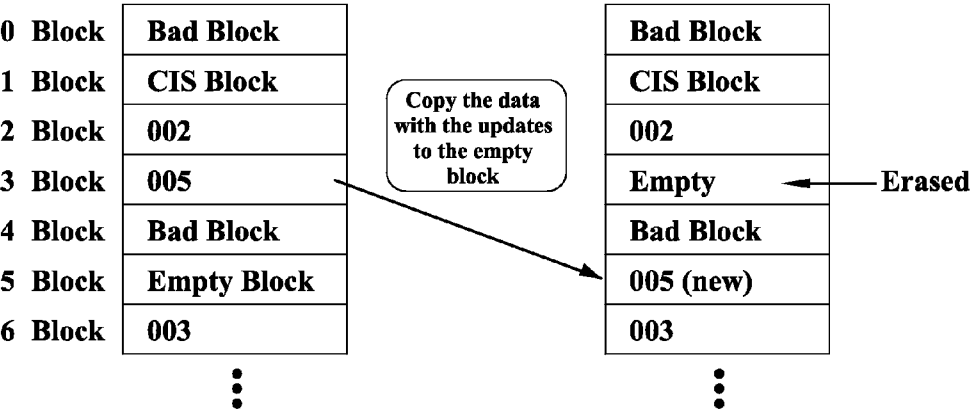 0 Block Bad Block Bad Block
1 Block CIS Block CIS Block
Copy the data
with the updates
to the empty
block
2 Block 002 002
3 Block 005 Empty Erased
4 Block Bad Block Bad Block
5 Block Empty Block 005 (new)
6 Block 003 003